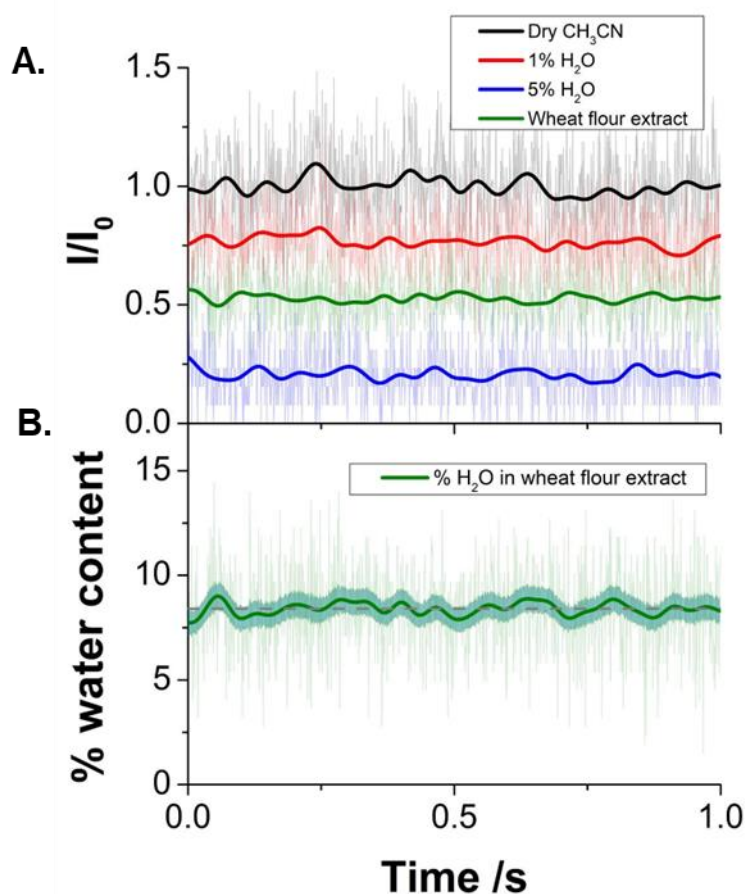 A.
Dry CH₃CN
1% H₂O
5% H₂O
Wheat flour extract
1.5
1.0
0.5
0.0
I/I₀
B.
% H₂O in wheat flour extract
15
10
5
0
% water content
0.0
0.5
1.0
Time /s